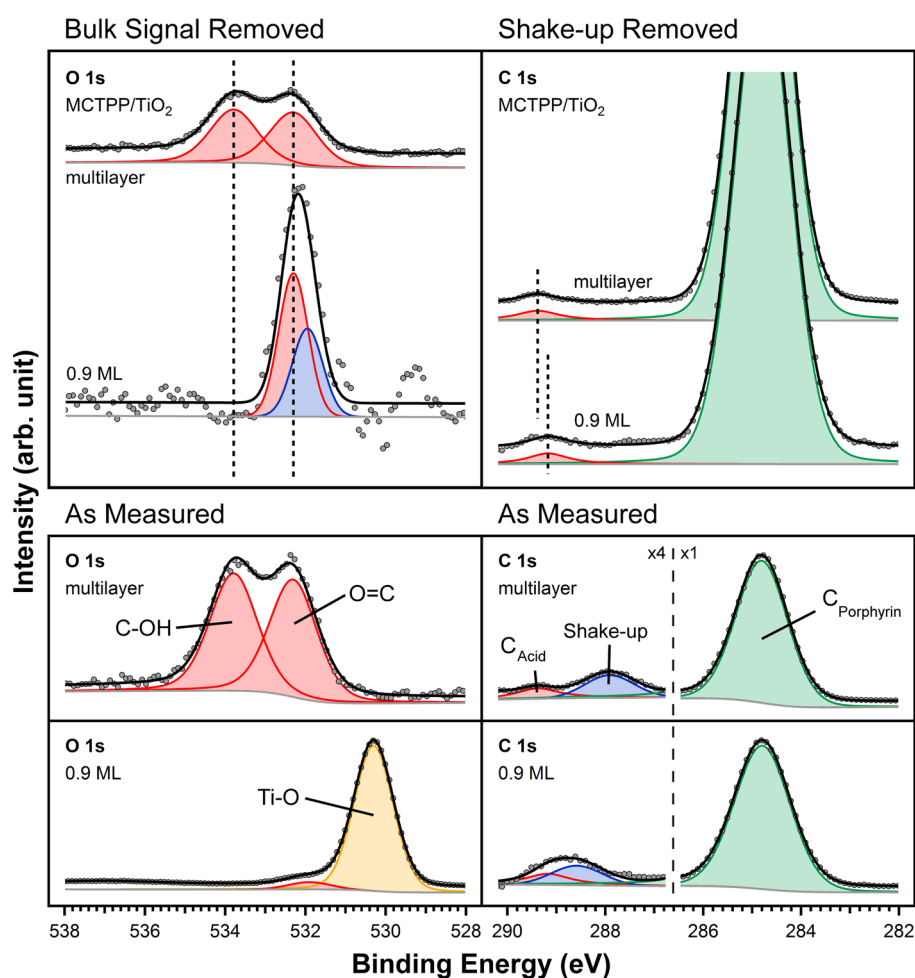 Bulk Signal Removed
Shake-up Removed
O 1s
MCTPP/TiO2
multilayer
0.9 ML
C 1s
MCTPP/TiO2
multilayer
0.9 ML
As Measured
As Measured
O 1s
multilayer
C-OH
O=C
C 1s
multilayer
x4
x1
CAcid
Shake-up
CPorphyrin
O 1s
0.9 ML
Ti-O
C 1s
0.9 ML
538 536 534 532 530 528
290 288 286 284 282
Intensity (arb. unit)
Binding Energy (eV)